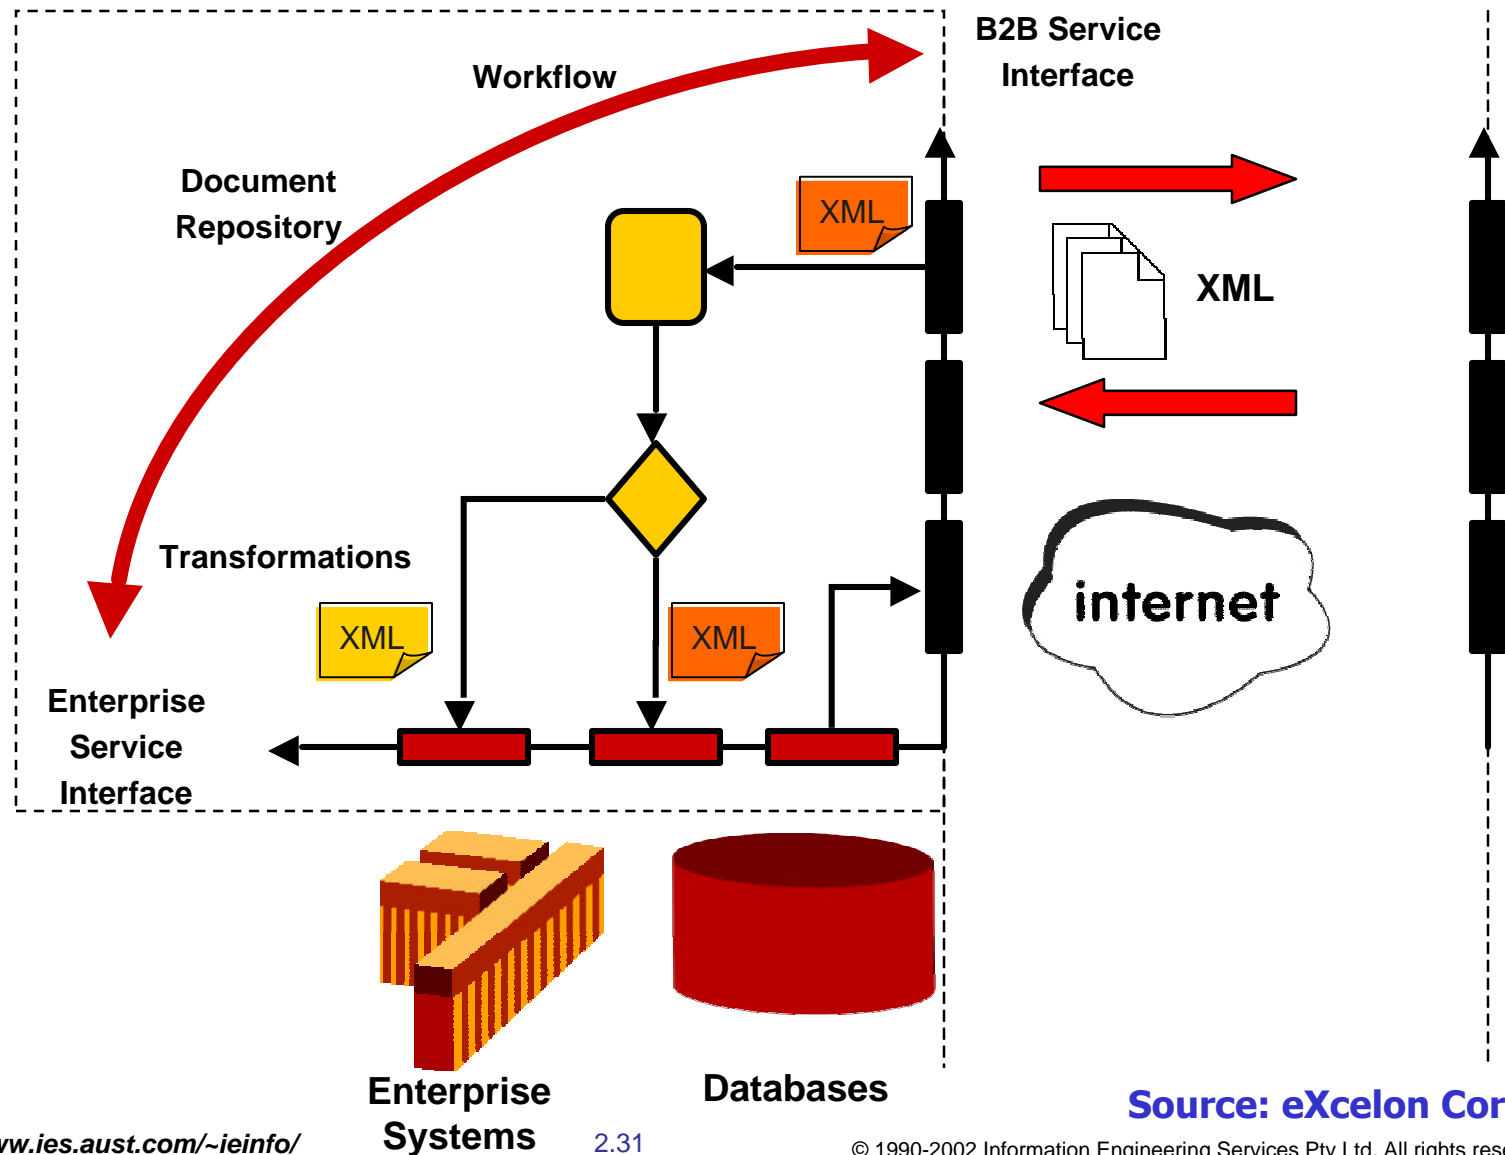 B2B Service
Interface
Workflow
Document
Repository
XML
XML
Transformations
XML
XML
internet
Enterprise
Service
Interface
Enterprise
Systems
Databases
Source: eXcelon Cor
ww.ies.aust.com/~ieinfo/
2.31
© 1990-2002 Information Engineering Services Pty Ltd. All rights rese